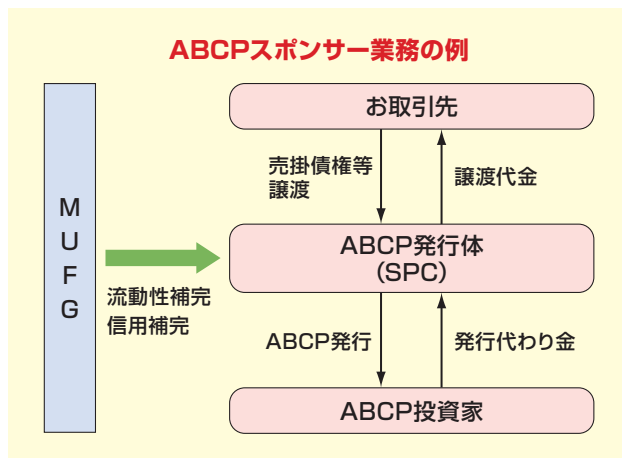 ABCPスポンサー業務の例
お取引先
売掛債権等
譲渡
譲渡代金
MUFG
ABCP発行体
(SPC)
流動性補完
信用補完
ABCP発行
発行代わり金
ABCP投資家